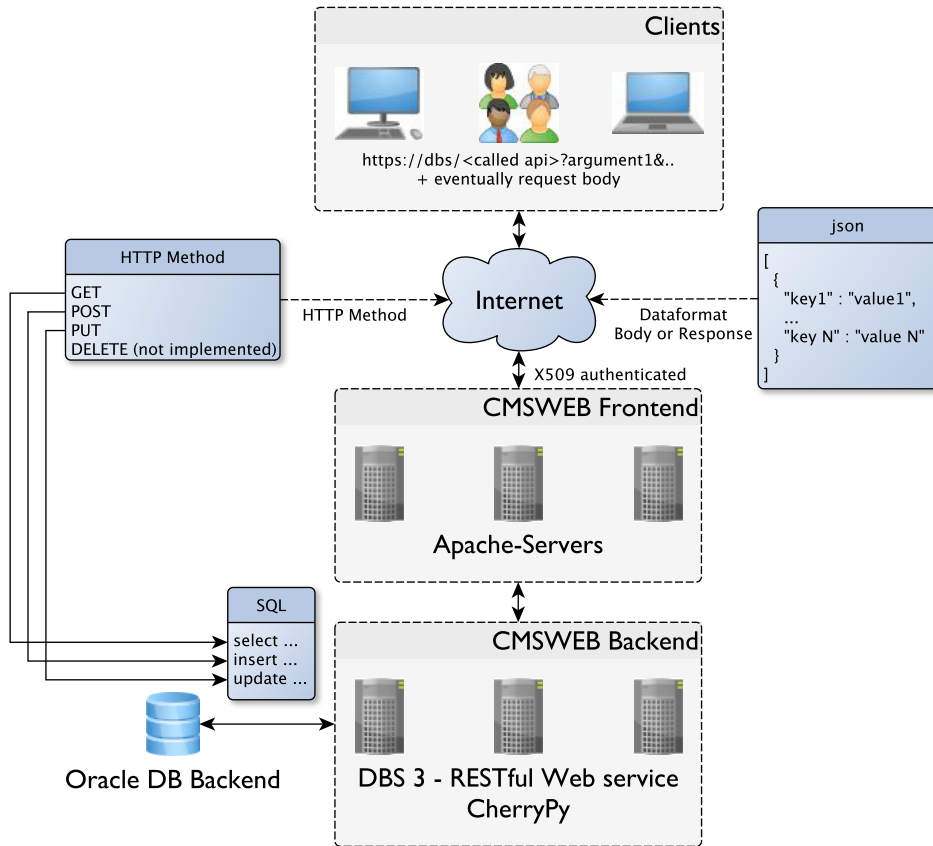 Clients
https://dbs/<called api>?argument1&..
+ eventually request body
HTTP Method
GET
POST
PUT
DELETE (not implemented)
HTTP Method
Internet
Dataformat
Body or Response
json
[
{
"key1" : "value1",
...
"key N" : "value N"
}
]
X509 authenticated
CMSWEB Frontend
Apache-Servers
SQL
select ...
insert ...
update ...
CMSWEB Backend
DBS 3 - RESTful Web service
CherryPy
Oracle DB Backend